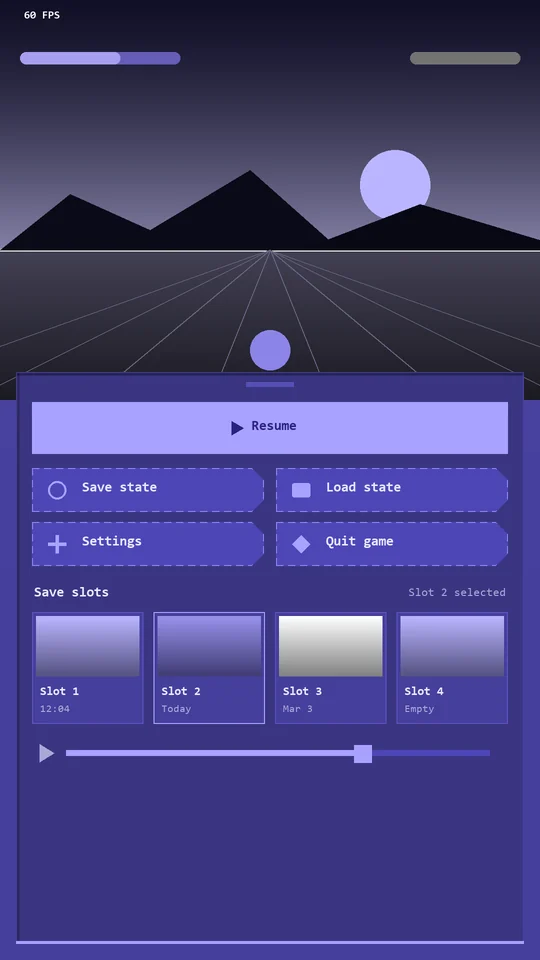 60 FPS
Resume
Save state
Load state
Settings
Quit game
Save slots
Slot 2 selected
Slot 1
12:04
Slot 2
Today
Slot 3
Mar 3
Slot 4
Empty